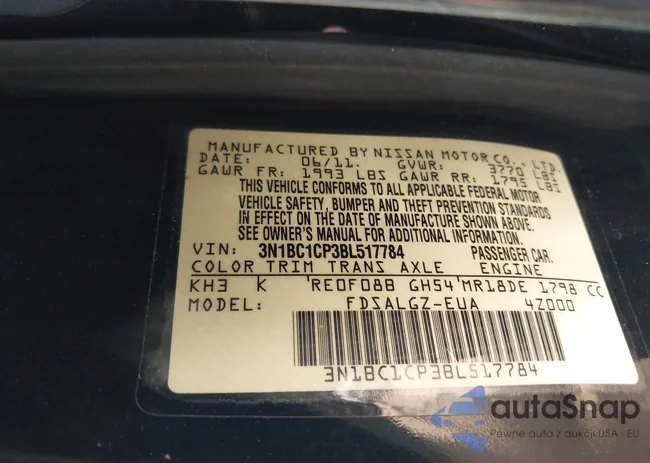 MANUFACTURED BY NISSAN MOTOR CO., LTD.
DATE: 06/11. GVWR: 3770 LBS
GAWR FR: 1993 LBS GAWR RR: 1795 LBS
THIS VEHICLE CONFORMS TO ALL APPLICABLE FEDERAL MOTOR
VEHICLE SAFETY, BUMPER AND THEFT PREVENTION STANDARDS
IN EFFECT ON THE DATE OF MANUFACTURE SHOWN ABOVE.
SEE OWNER'S MANUAL FOR ADDITIONAL INFORMATION.
VIN: 3N1BC1CP3BL517784 PASSENGER CAR.
COLOR TRIM TRANS AXLE ENGINE
KH3 K RE0F08B GH54 MR18DE 1798 CC
MODEL: FDSALGZ-EUA 4Z000
3N1BC1CP3BL517784
autaSnap
Pewne auta z aukcji USA i EU